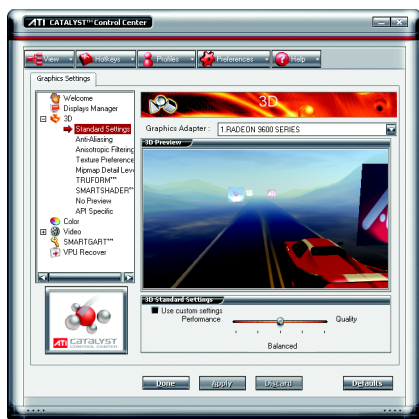 ATI CATALYST™ Control Center
View Hotkeys Profiles Preferences Help
Graphics Settings
Welcome
Displays Manager
3D
Standard Settings
Anti-Aliasing
Anisotropic Filtering
Texture Preference
Mipmap Detail Leve
TRUFORM™
SMARTSHADER™
No Preview
API Specific
Color
Video
SMARTGART™
VPU Recover
ATI CATALYST
CONTROL CENTER
3D
Graphics Adapter :
1.RADEON 9600 SERIES
3D Preview
3D Standard Settings
Use custom settings
Performance
Quality
Balanced
Done
Apply
Discard
Defaults